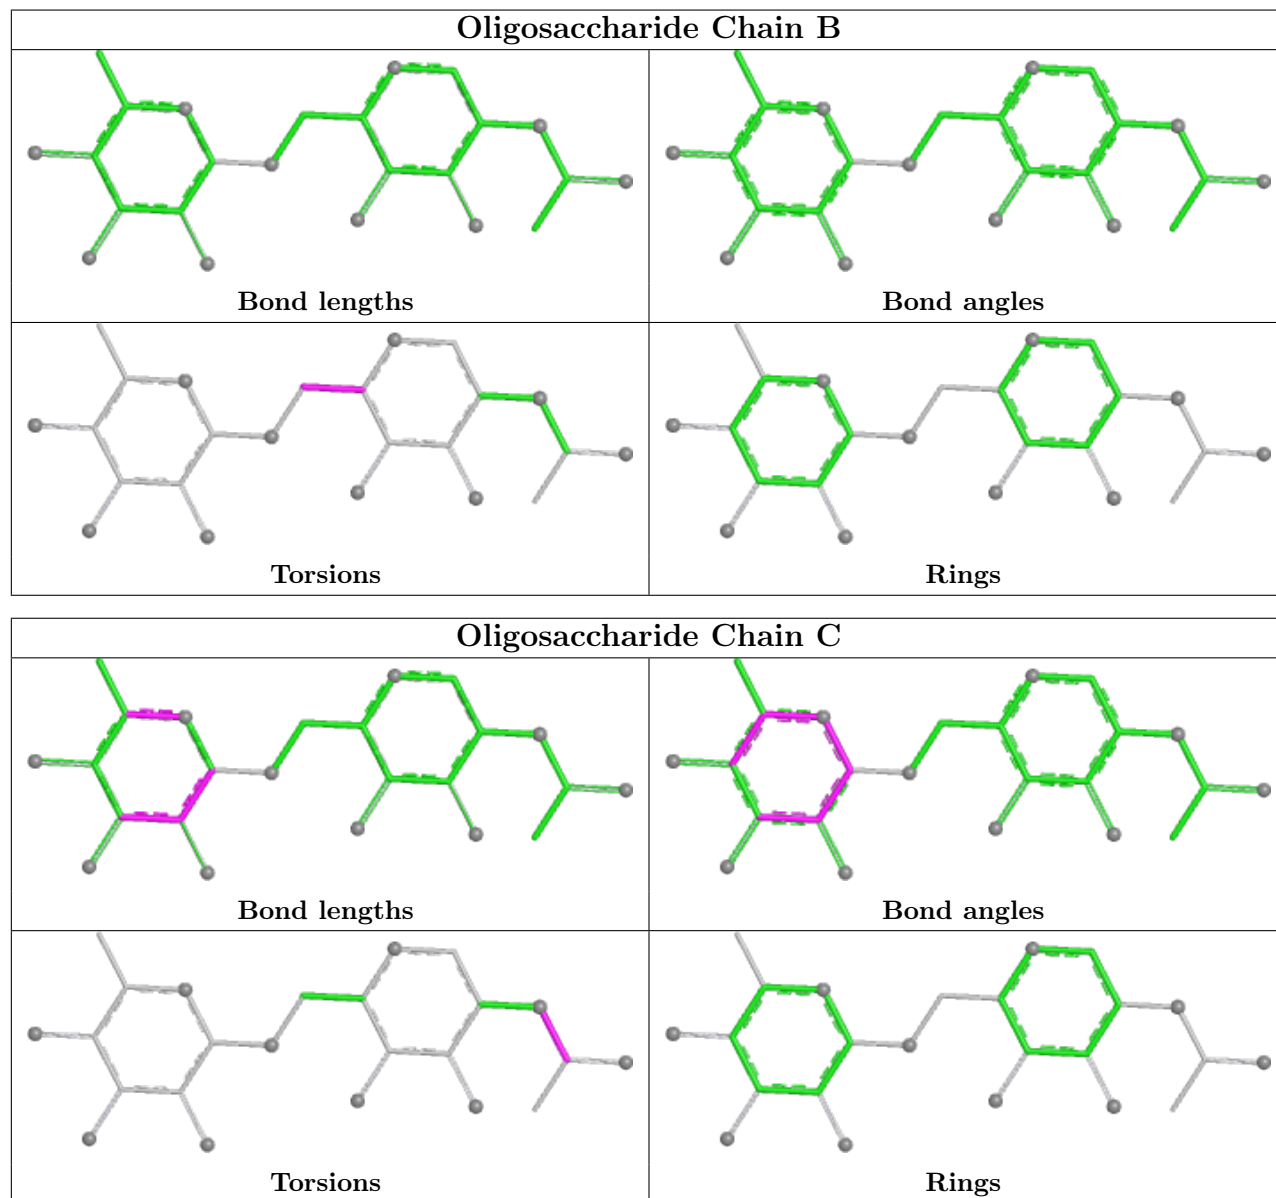 Oligosaccharide Chain B
Bond lengths
Bond angles
Torsions
Rings
Oligosaccharide Chain C
Bond lengths
Bond angles
Torsions
Rings